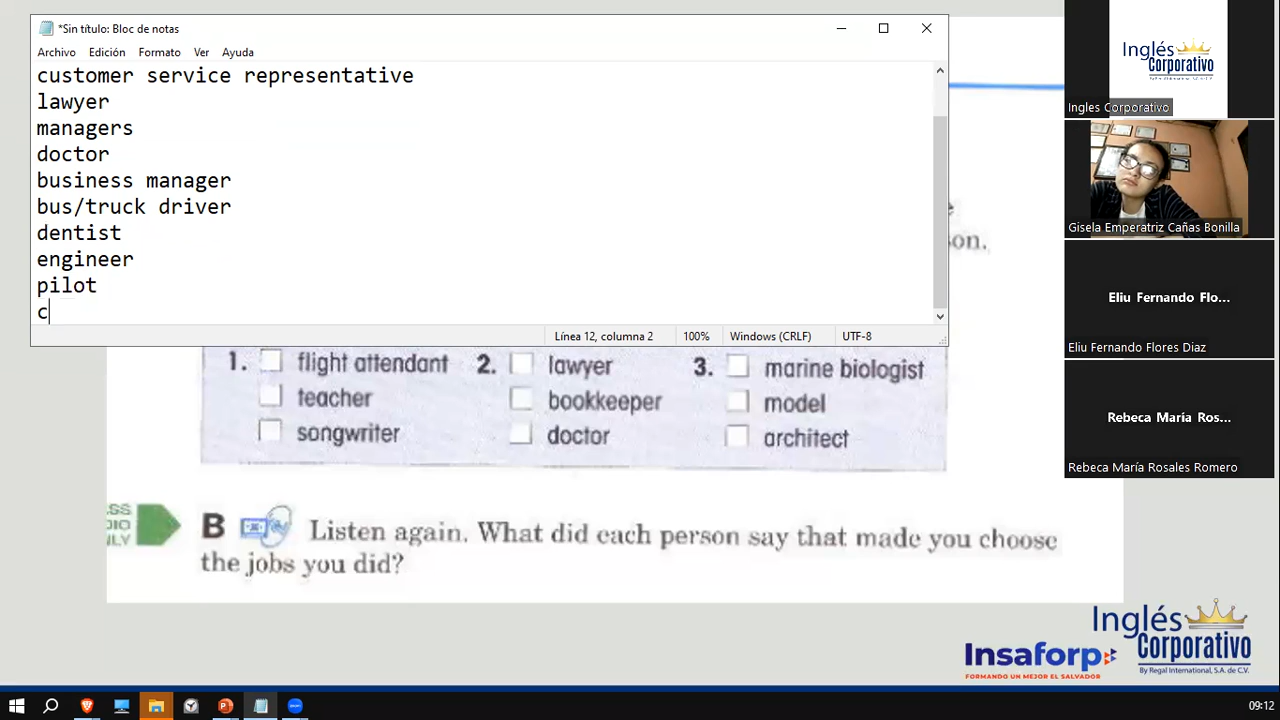 *Sin título: Bloc de notas
Archivo Edición Formato Ver Ayuda
customer service representative
lawyer
managers
doctor
business manager
bus/truck driver
dentist
engineer
pilot
c
Línea 12, columna 2 100% Windows (CRLF) UTF-8
e
son.
1. flight attendant 2. lawyer 3. marine biologist
teacher bookkeeper model
songwriter doctor architect
B Listen again. What did each person say that made you choose
the jobs you did?
Inglés
Corporativo
Ingles Corporativo
Gisela Emperatriz Cañas Bonilla
Eliu Fernando Flo...
Eliu Fernando Flores Diaz
Rebeca María Ros...
Rebeca María Rosales Romero
Insaforp
FORMANDO UN MEJOR EL SALVADOR
Inglés
Corporativo
By Regal International, S.A. de C.V.
09:12